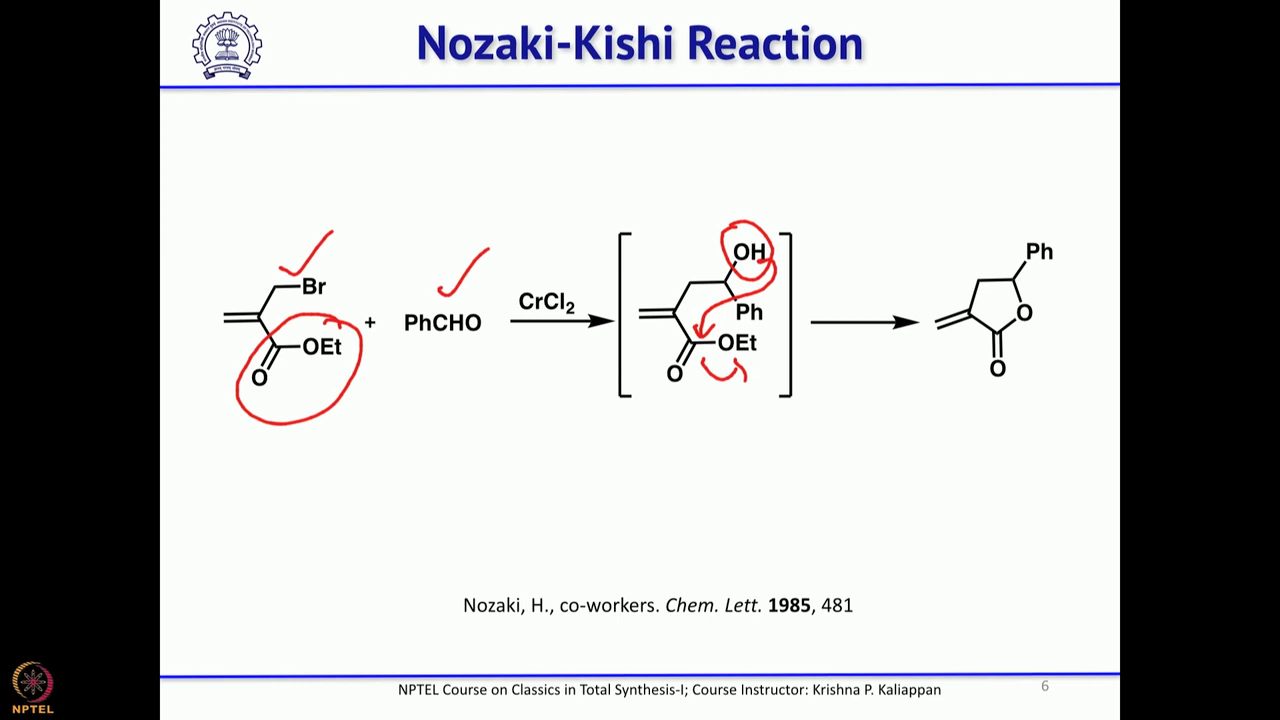 Nozaki-Kishi Reaction
Br
OEt
O
+
PhCHO
CrCl2
OH
Ph
OEt
O
Ph
O
O
Nozaki, H., co-workers. Chem. Lett. 1985, 481
NPTEL
NPTEL Course on Classics in Total Synthesis-I; Course Instructor: Krishna P. Kaliappan
6